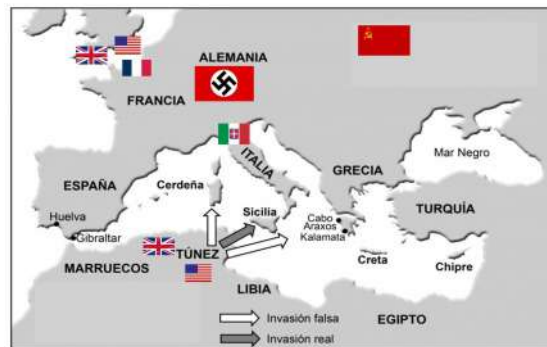 ALEMANIA
FRANCIA
ITALIA
Mar Negro
GRECIA
ESPAÑA
Cerdeña
TURQUÍA
Sicilia
Cabo
Araxos
Kalamata
Huelva
Gibraltar
TÚNEZ
MARRUECOS
Creta
Chipre
LIBIA
Invasión falsa
EGIPTO
Invasión real